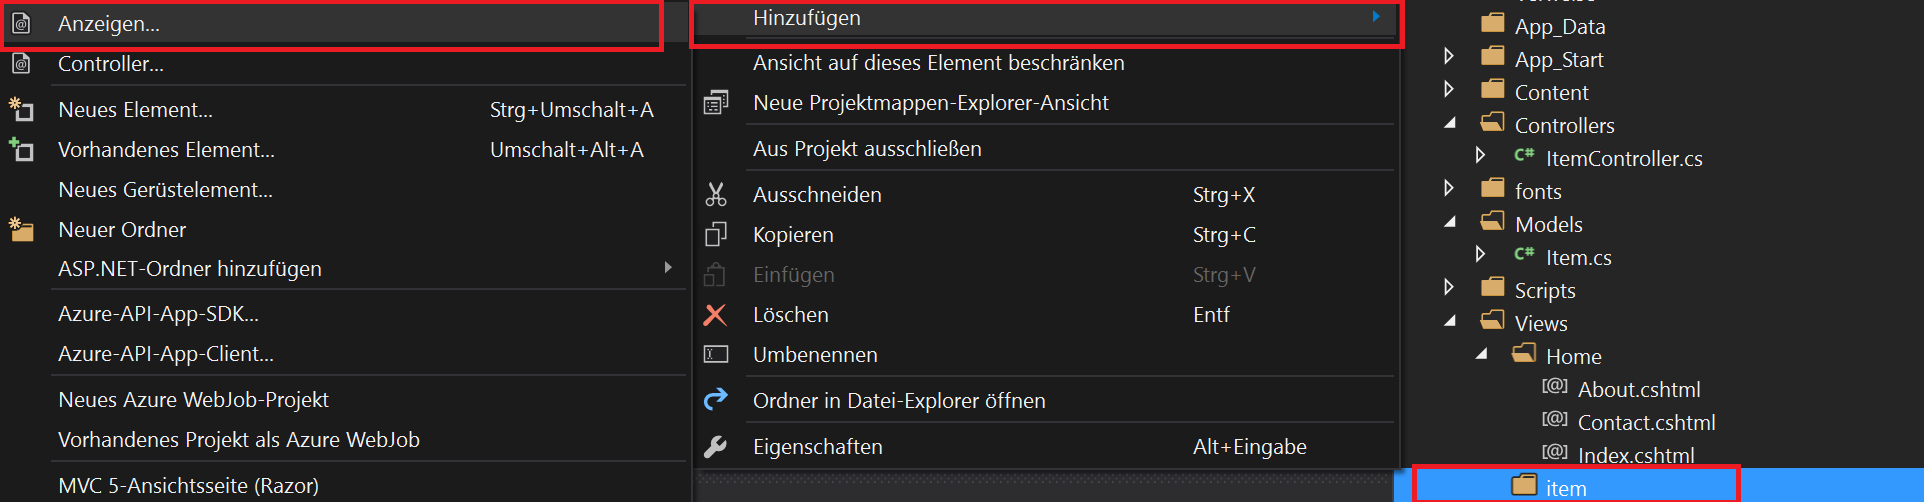 Anzeigen...
Controller...
Neues Element... Strg+Umschalt+A
Vorhandenes Element... Umschalt+Alt+A
Neues Gerüstelement...
Neuer Ordner
ASP.NET-Ordner hinzufügen
Azure-API-App-SDK...
Azure-API-App-Client...
Neues Azure WebJob-Projekt
Vorhandenes Projekt als Azure WebJob
MVC 5-Ansichtsseite (Razor)
Hinzufügen
Ansicht auf dieses Element beschränken
Neue Projektmappen-Explorer-Ansicht
Aus Projekt ausschließen
Ausschneiden Strg+X
Kopieren Strg+C
Einfügen Strg+V
Löschen Entf
Umbenennen
Ordner in Datei-Explorer öffnen
Eigenschaften Alt+Eingabe
App_Data
App_Start
Content
Controllers
C# ItemController.cs
fonts
Models
C# Item.cs
Scripts
Views
Home
[@] About.cshtml
[@] Contact.cshtml
[@] Index.cshtml
item